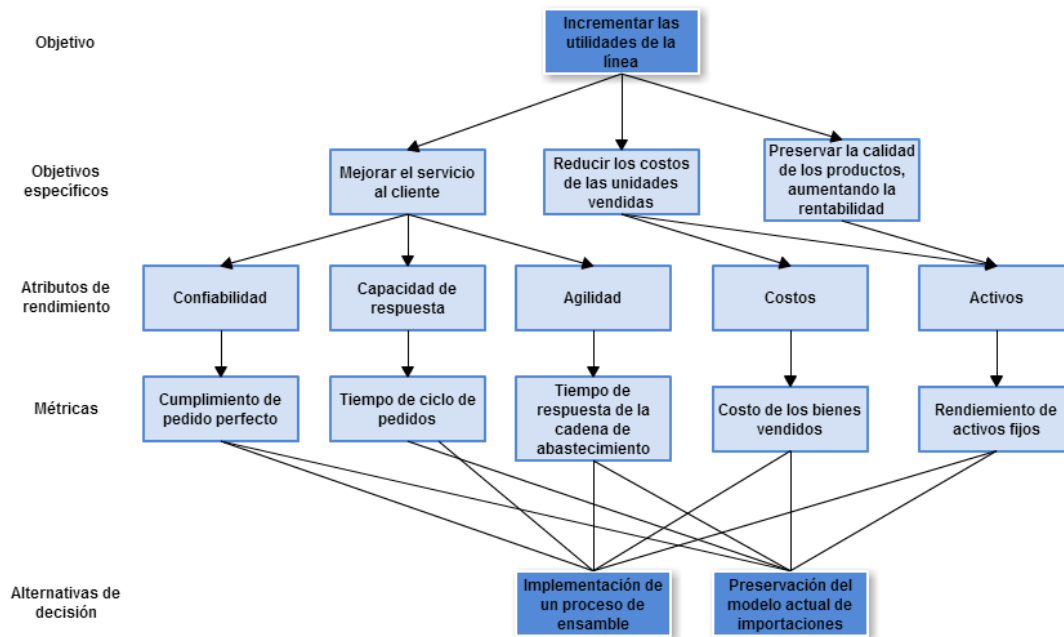 Objetivo
Incrementar las
utilidades de la
línea
Objetivos
específicos
Mejorar el servicio
al cliente
Reducir los costos
de las unidades
vendidas
Preservar la calidad
de los productos,
aumentando la
rentabilidad
Atributos de
rendimiento
Confiabilidad
Capacidad de
respuesta
Agilidad
Costos
Activos
Métricas
Cumplimiento de
pedido perfecto
Tiempo de ciclo de
pedidos
Tiempo de
respuesta de la
cadena de
abastecimiento
Costo de los bienes
vendidos
Rendiemiento de
activos fijos
Alternativas de
decisión
Implementación de
un proceso de
ensamble
Preservación del
modelo actual de
importaciones